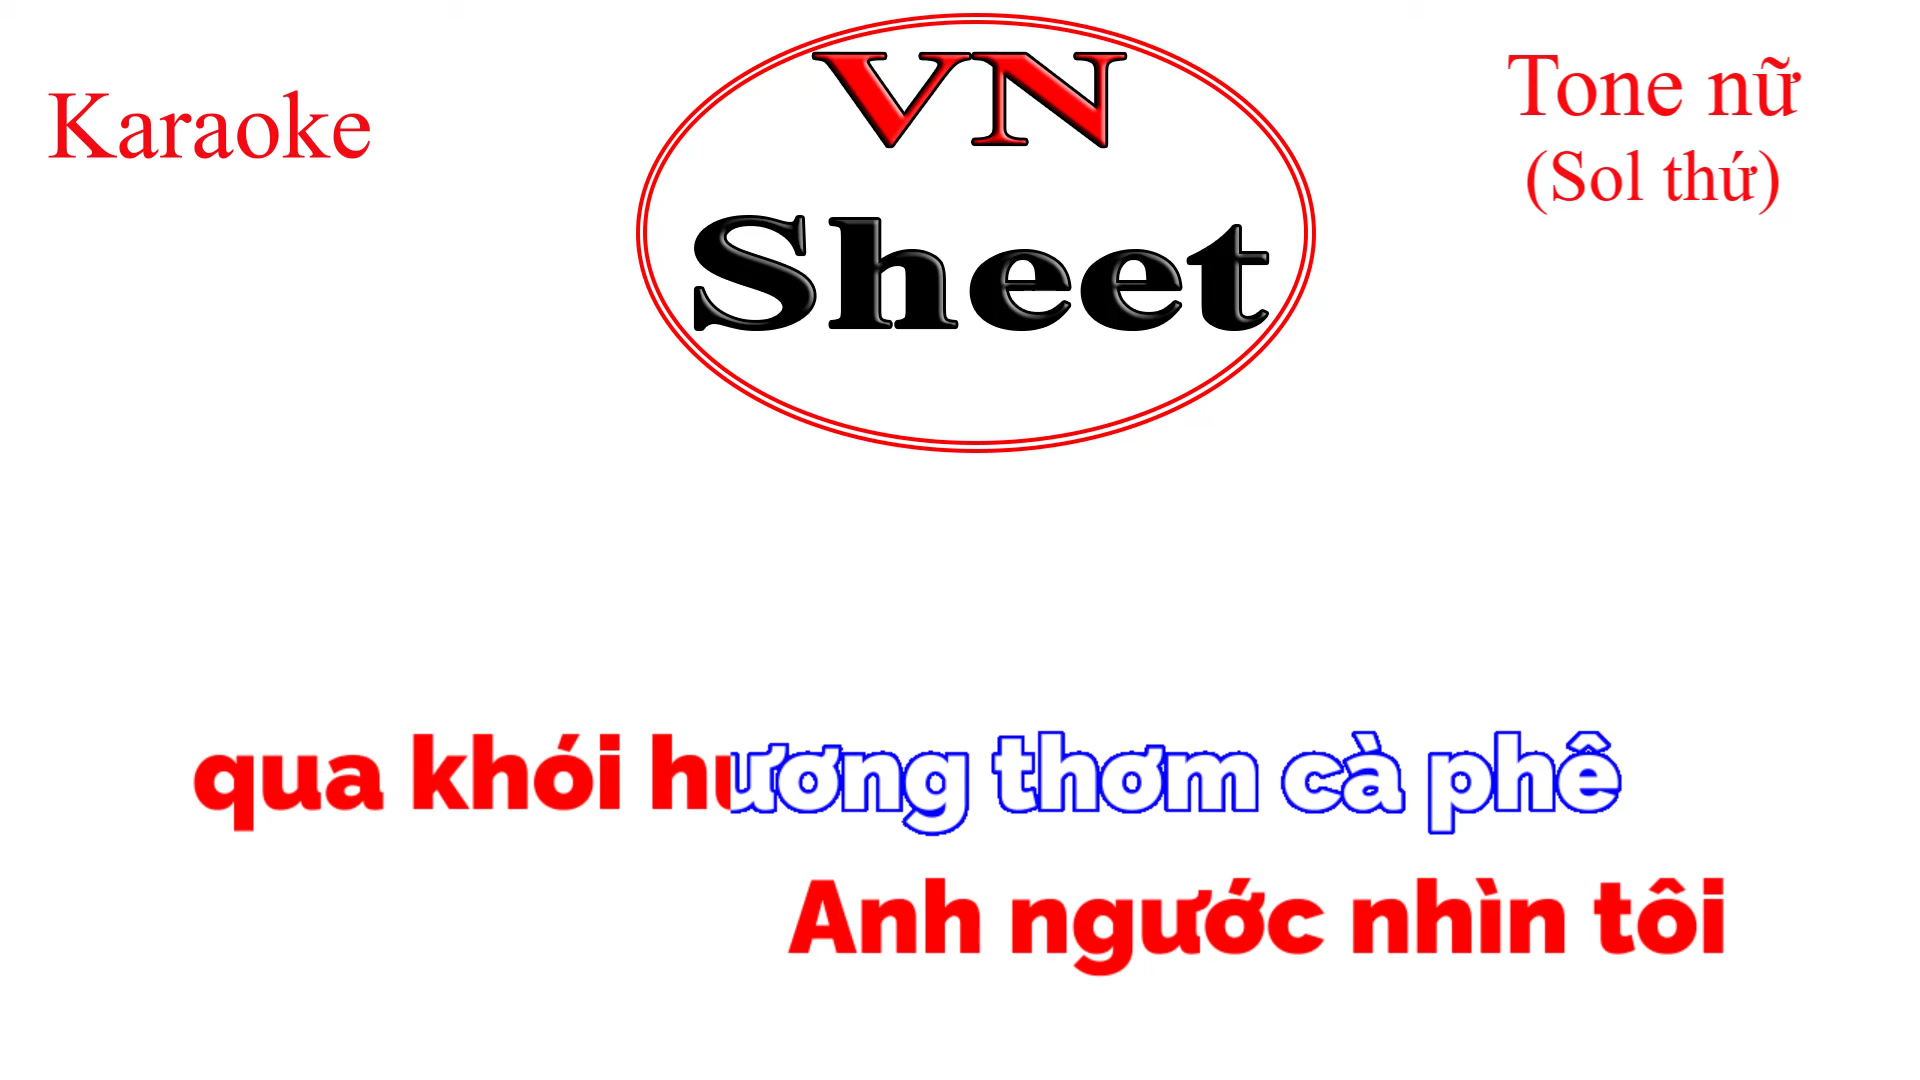 Karaoke
VN
Sheet
Tone nữ
(Sol thứ)
qua khói hương thơm cà phê
Anh ngước nhìn tôi